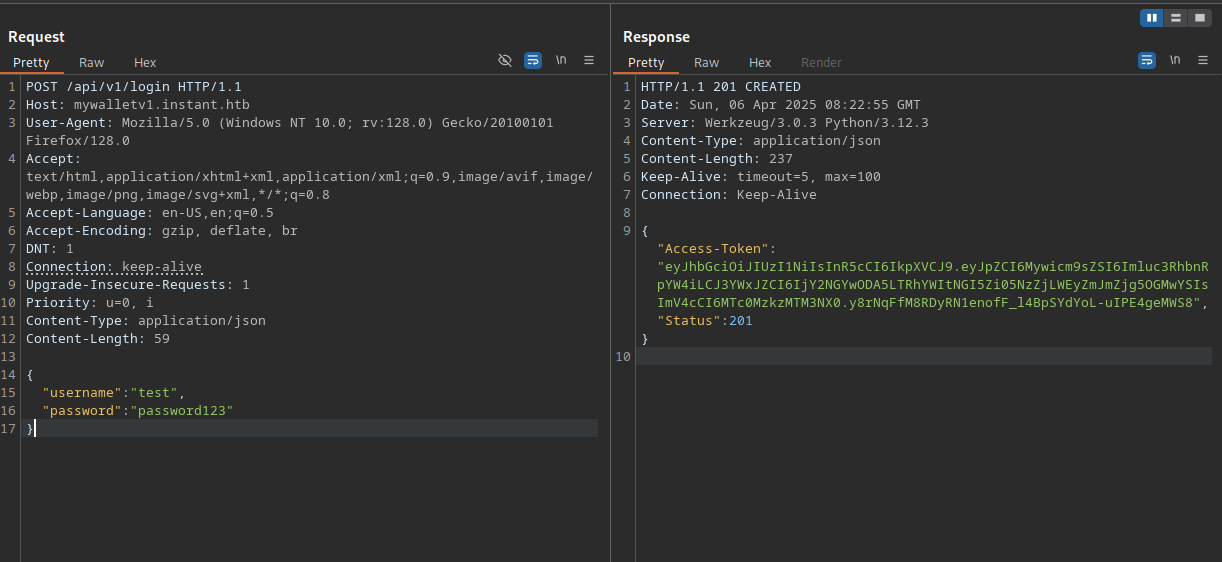 Request
Pretty Raw Hex \n
1 POST /api/v1/login HTTP/1.1
2 Host: mywalletv1.instant.htb
3 User-Agent: Mozilla/5.0 (Windows NT 10.0; rv:128.0) Gecko/20100101
Firefox/128.0
4 Accept:
text/html,application/xhtml+xml,application/xml;q=0.9,image/avif,image/
webp,image/png,image/svg+xml,*/*;q=0.8
5 Accept-Language: en-US,en;q=0.5
6 Accept-Encoding: gzip, deflate, br
7 DNT: 1
8 Connection: keep-alive
9 Upgrade-Insecure-Requests: 1
10 Priority: u=0, i
11 Content-Type: application/json
12 Content-Length: 59
13
14 {
15 "username":"test",
16 "password":"password123"
17 }
Response
Pretty Raw Hex Render \n
1 HTTP/1.1 201 CREATED
2 Date: Sun, 06 Apr 2025 08:22:55 GMT
3 Server: Werkzeug/3.0.3 Python/3.12.3
4 Content-Type: application/json
5 Content-Length: 237
6 Keep-Alive: timeout=5, max=100
7 Connection: Keep-Alive
8
9 {
"Access-Token":
"eyJhbGciOiJIUzI1NiIsInR5cCI6IkpXVCJ9.eyJpZCI6Mywicm9sZSI6Imluc3RhbnR
pYW4iLCJ3YWxJZCI6IjY2NGYwODA5LTRhYWItNGI5Zi05NzZjLWEyZmJmZjg5OGMwYSIs
ImV4cCI6MTc0MzkzMTM3NX0.y8rNqFfM8RDyRN1enofF_l4BpSYdYoL-uIPE4geMWS8",
"Status":201
}
10